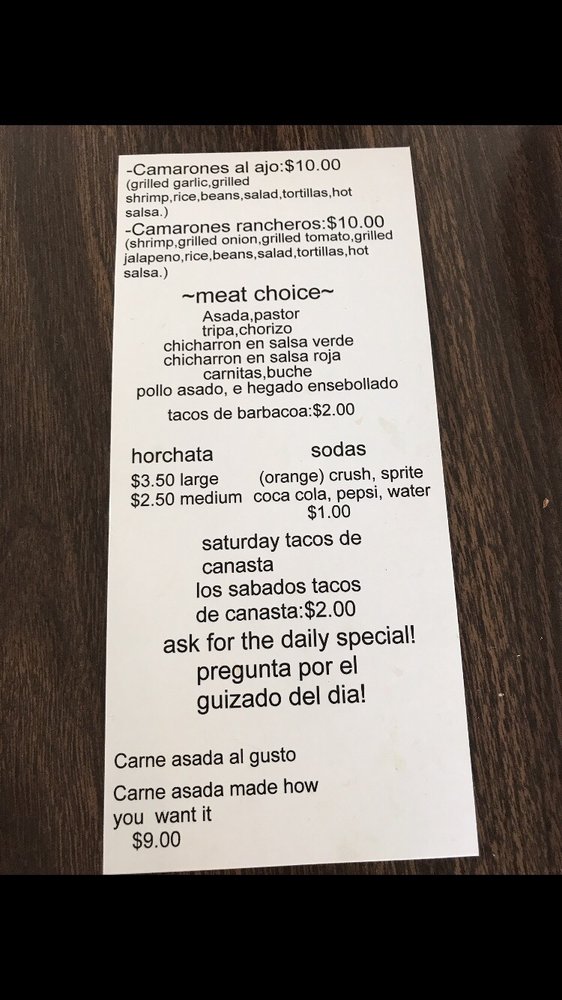 -Camarones al ajo:$10.00
(grilled garlic,grilled
shrimp,rice,beans,salad,tortillas,hot
salsa.)
-Camarones rancheros:$10.00
(shrimp,grilled onion,grilled tomato,grilled
jalapeno,rice,beans,salad,tortillas,hot
salsa.)
~meat choice~
Asada,pastor
tripa,chorizo
chicharron en salsa verde
chicharron en salsa roja
carnitas,buche
pollo asado, e hegado ensebollado
tacos de barbacoa:$2.00
horchata
$3.50 large
$2.50 medium
sodas
(orange) crush, sprite
coca cola, pepsi, water
$1.00
saturday tacos de
canasta
los sabados tacos
de canasta:$2.00
ask for the daily special!
pregunta por el
guizado del dia!
Carne asada al gusto
Carne asada made how
you want it
$9.00